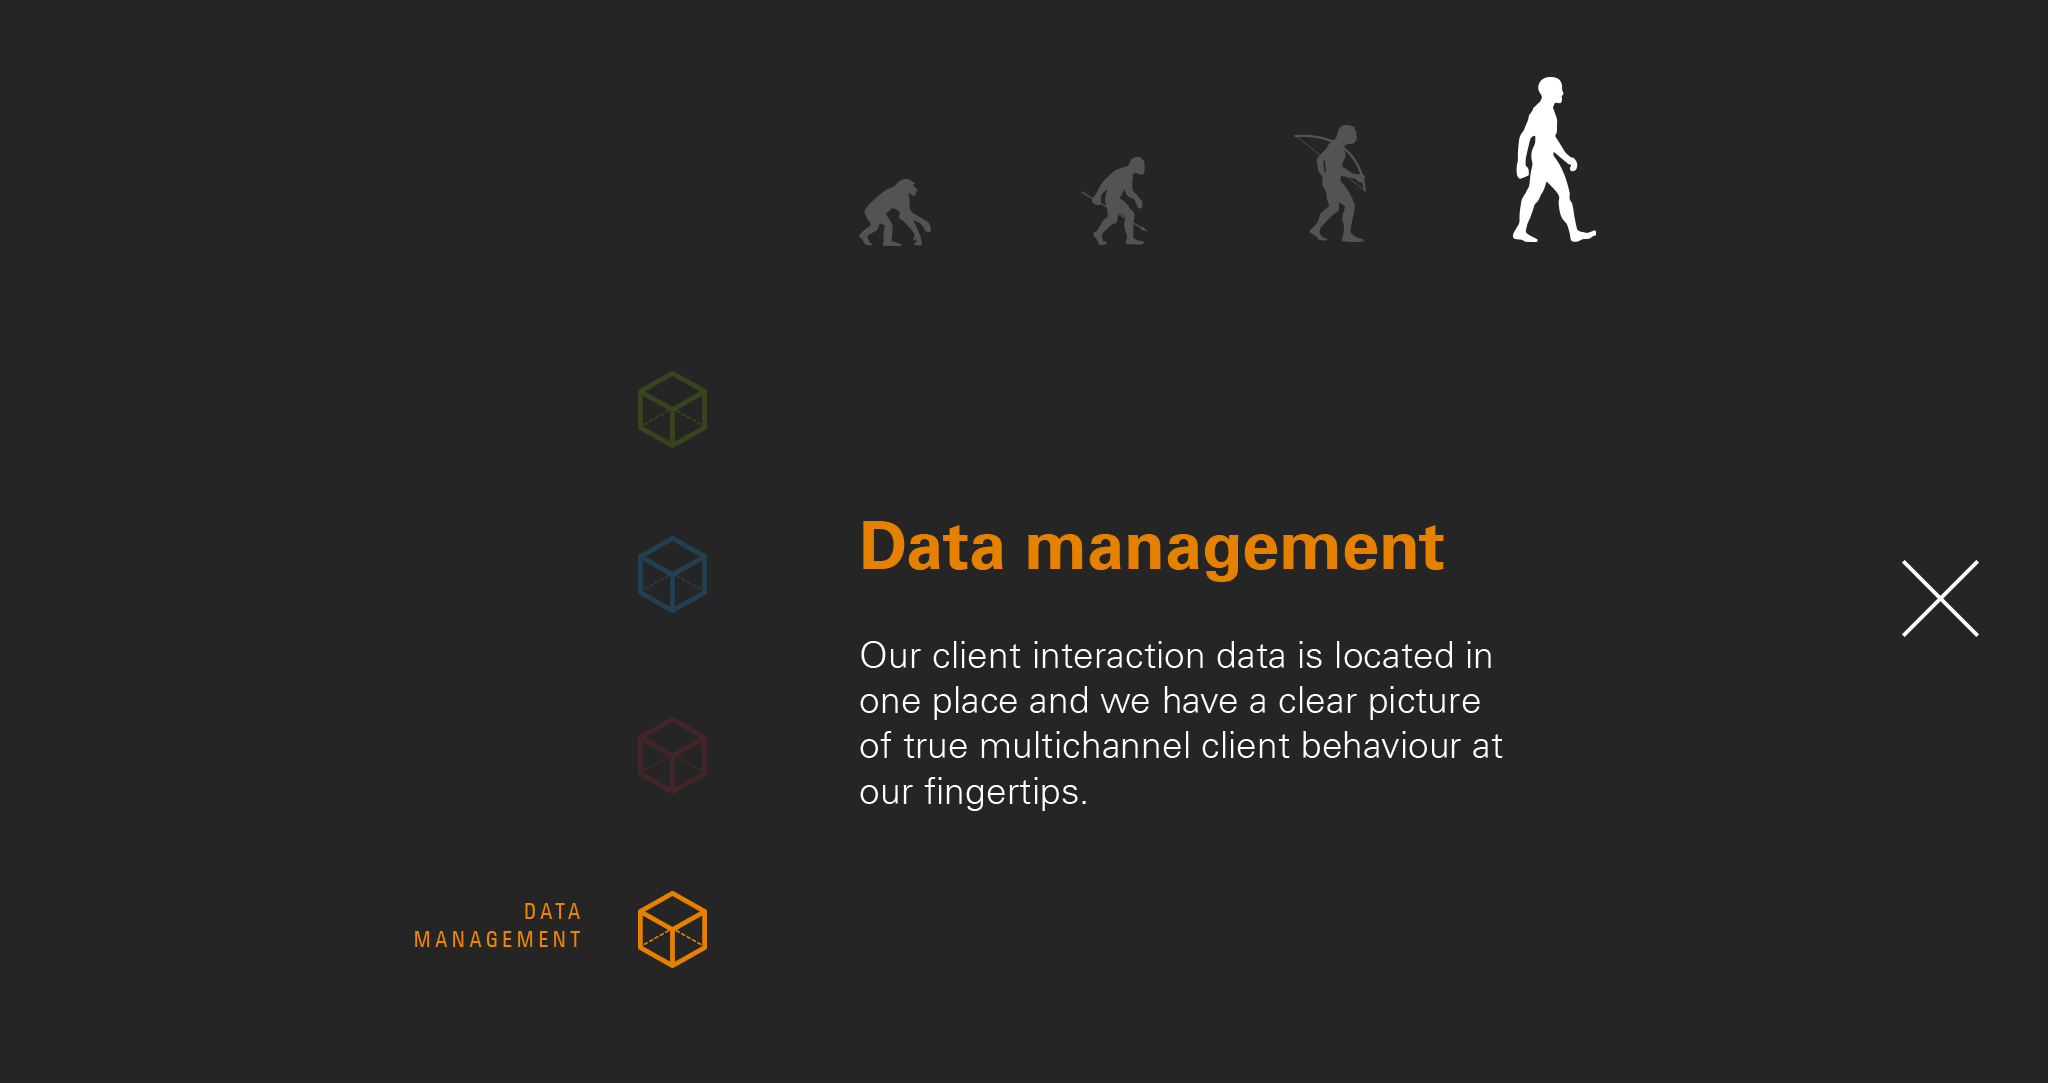 Data management
Our client interaction data is located in
one place and we have a clear picture
of true multichannel client behaviour at
our fingertips.
DATA
MANAGEMENT